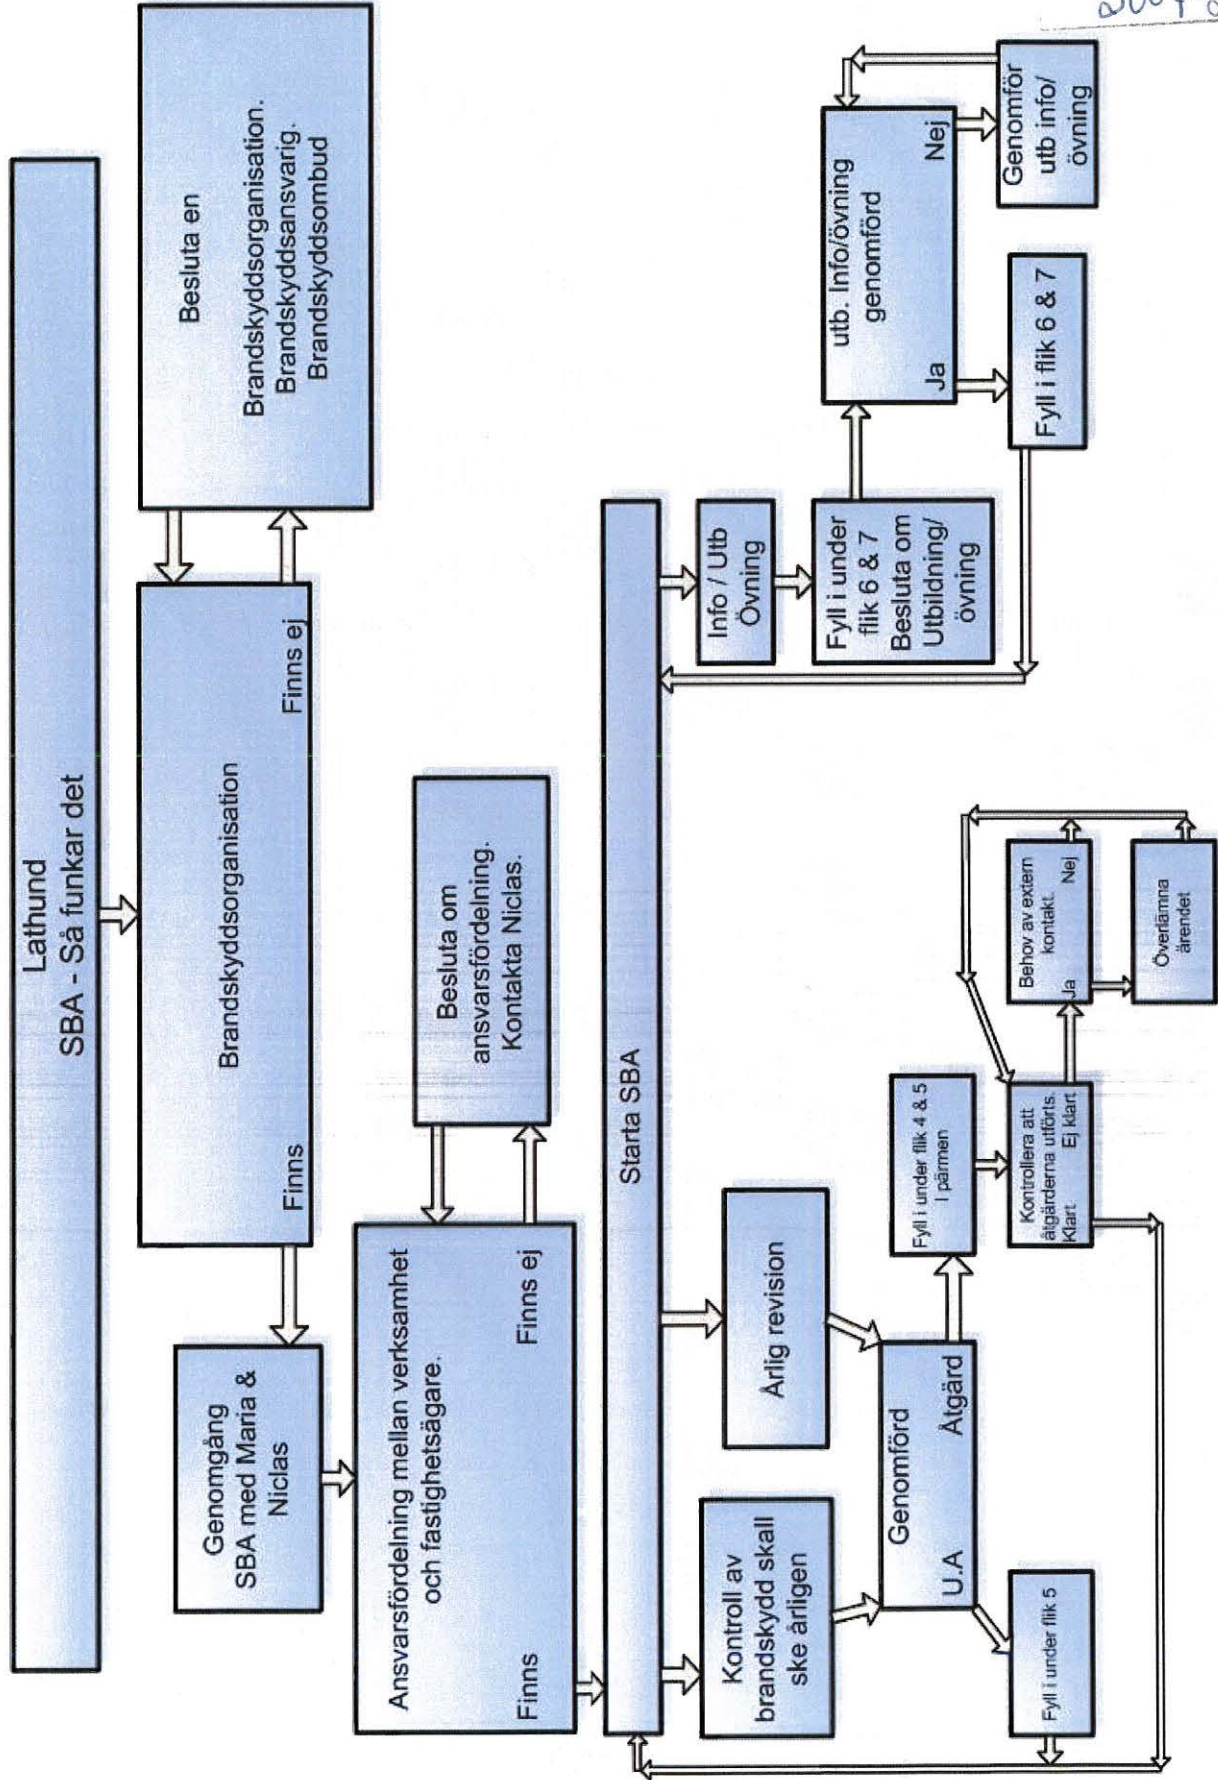 Lathund
SBA - Så funkar det
Brandskyddsorganisation
Finns
Finns ej
Besluta en
Brandskyddsorganisation.
Brandskyddsansvarig.
Brandskyddsombud
Genomgång
SBA med Maria &
Niclas
Ansvarsfördelning mellan verksamhet
och fastighetsägare.
Finns
Finns ej
Besluta om
ansvarsfördelning.
Kontakta Niclas.
Starta SBA
Kontroll av
brandskydd skall
ske årligen
Årlig revision
Genomförd
U.A
Åtgärd
Fyll i under flik 5
Fyll i under flik 4 & 5
I pärmen
Kontrollera att
åtgärderna utförts.
Klart
Ej klart
Behov av extern
kontakt.
Ja
Nej
Överlämna
ärendet
Info / Utb
Övning
Fyll i under
flik 6 & 7
Besluta om
Utbildning/
övning
utb. Info/övning
genomförd
Ja
Nej
Fyll i flik 6 & 7
Genomför
utb info/
övning